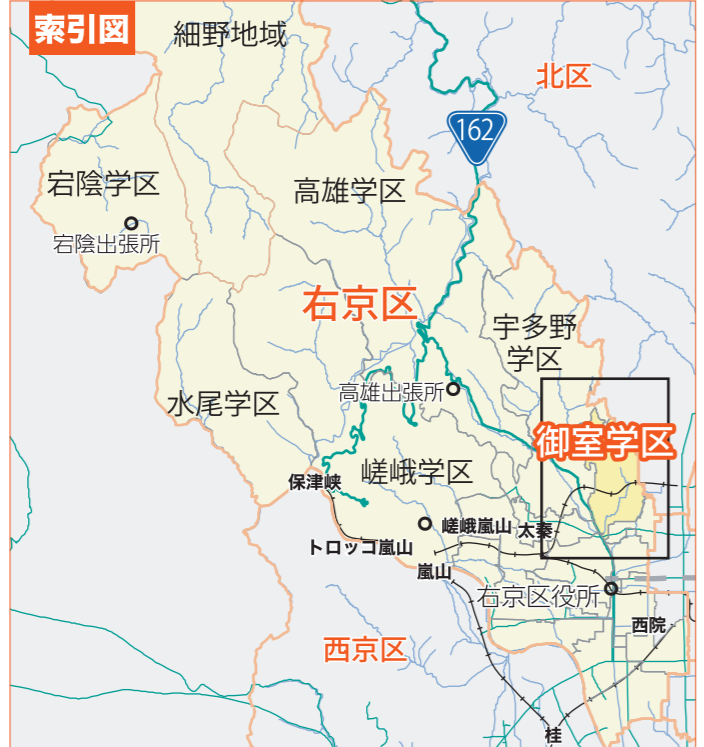 索引図
細野地域
北区
162
宕陰学区
高雄学区
宕陰出張所
右京区
宇多野
学区
水尾学区
高雄出張所
御室学区
嵯峨学区
保津峡
嵯峨嵐山
太秦
トロッコ嵐山
嵐山
右京区役所
西院
西京区
桂